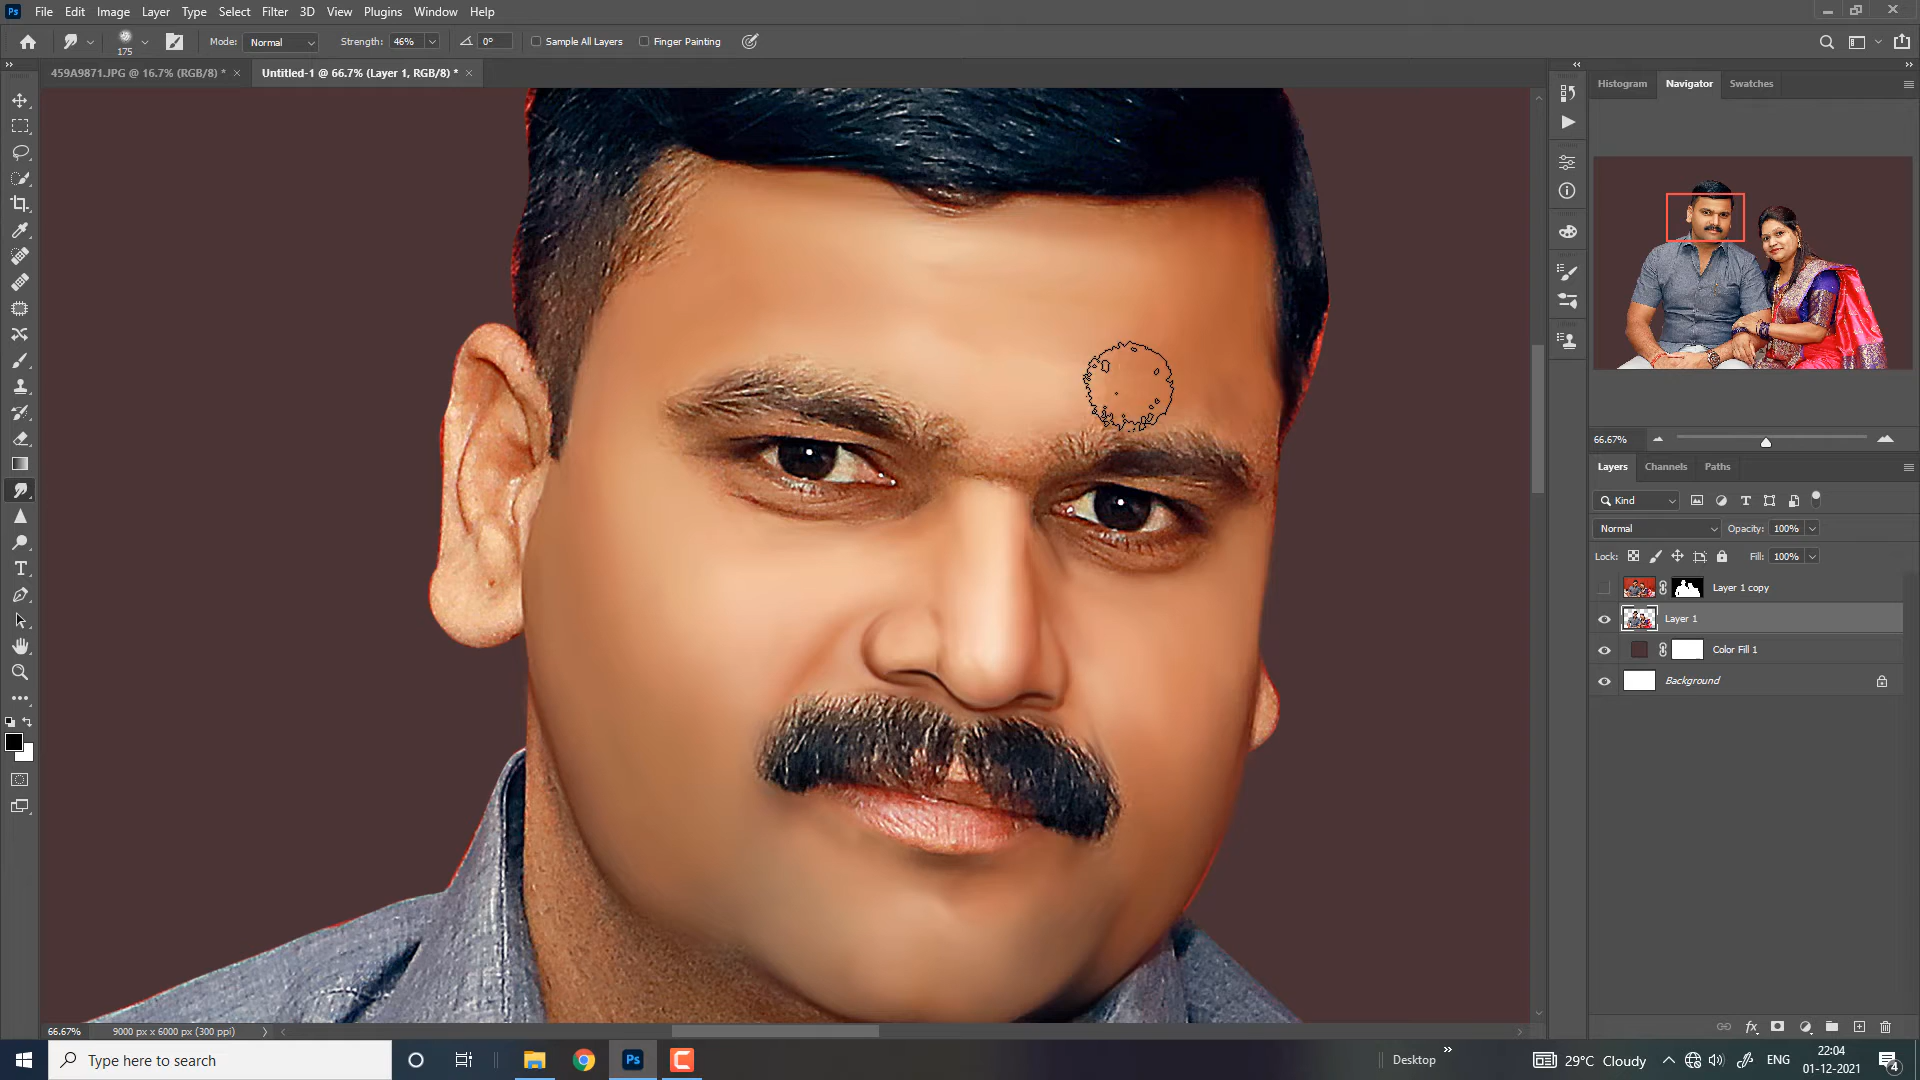 Ps File Edit Image Layer Type Select Filter 3D View Plugins Window Help
175 Mode: Normal Strength: 46% 0° Sample All Layers Finger Painting
459A9871.JPG @ 16.7% (RGB/8) * × Untitled-1 @ 66.7% (Layer 1, RGB/8) * ×
Histogram Navigator Swatches
66.67%
Layers Channels Paths
Kind
Normal Opacity: 100%
Lock: Fill: 100%
Layer 1 copy
Layer 1
Color Fill 1
Background
fx
66.67% 9000 px x 6000 px (300 ppi)
Type here to search
Ps
Desktop
29°C Cloudy
ENG
22:04
01-12-2021
4